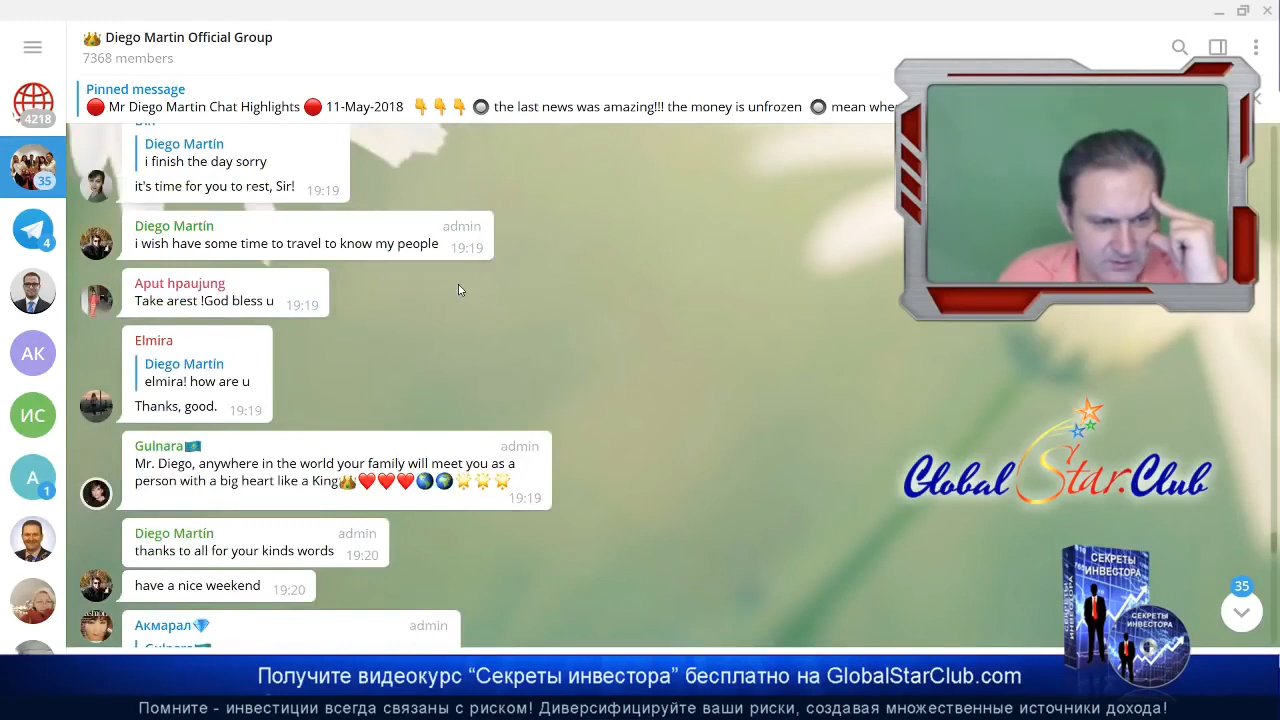 👑 Diego Martin Official Group
7368 members
Pinned message
🔴 Mr Diego Martin Chat Highlights 🔴 11-May-2018 👇👇👇🔘 the last news was amazing!!! the money is unfrozen 🔘 mean whe
4218
35
4
АК
ИС
А
1
Diego Martín
i finish the day sorry
it's time for you to rest, Sir! 19:19
Diego Martín admin
i wish have some time to travel to know my people 19:19
Aput hpaujung
Take arest !God bless u 19:19
Elmira
Diego Martín
elmira! how are u
Thanks, good. 19:19
Gulnara🇰🇿 admin
Mr. Diego, anywhere in the world your family will meet you as a
person with a big heart like a King👑❤️❤️❤️🌎🌍🌟🌟🌟 19:19
Diego Martín admin
thanks to all for your kinds words 19:20
have a nice weekend 19:20
Акмарал💎 admin
35
Global Star.Club
СЕКРЕТЫ
ИНВЕСТОРА
СЕКРЕТЫ
ИНВЕСТОРА
Получите видеокурс “Секреты инвестора” бесплатно на GlobalStarClub.com
Помните - инвестиции всегда связаны с риском! Диверсифицируйте ваши риски, создавая множественные источники дохода!